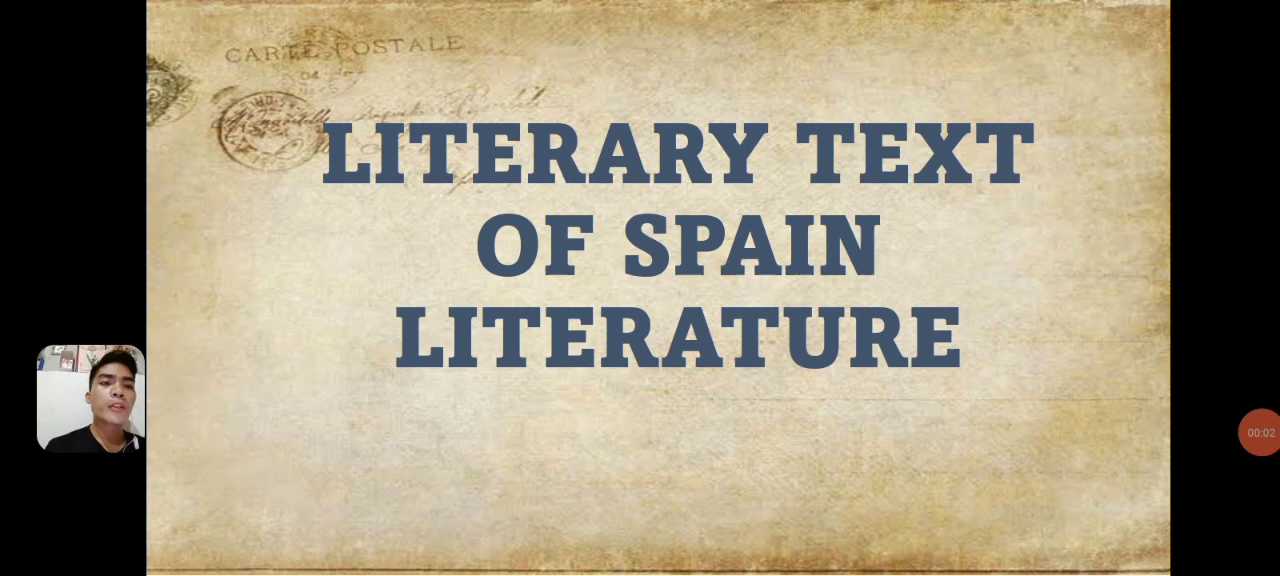 CARTE POSTALE
LITERARY TEXT
OF SPAIN
LITERATURE
00:02